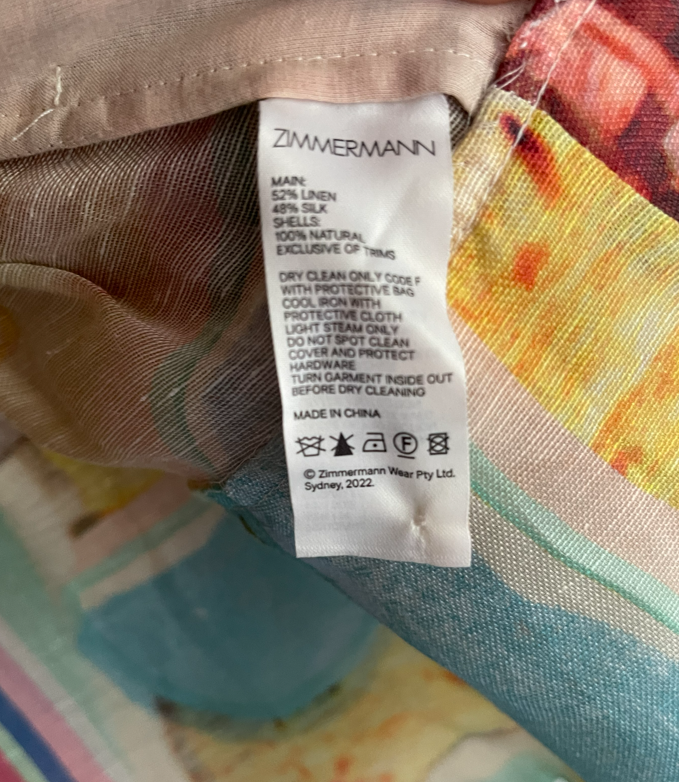 ZIMMERMANN
MAIN:
52% LINEN
48% SILK
SHELLS:
100% NATURAL
EXCLUSIVE OF TRIMS
DRY CLEAN ONLY CODE F
WITH PROTECTIVE BAG
COOL IRON WITH
PROTECTIVE CLOTH
LIGHT STEAM ONLY
DO NOT SPOT CLEAN
COVER AND PROTECT
HARDWARE
TURN GARMENT INSIDE OUT
BEFORE DRY CLEANING
MADE IN CHINA
F
© Zimmermann Wear Pty Ltd.
Sydney, 2022.